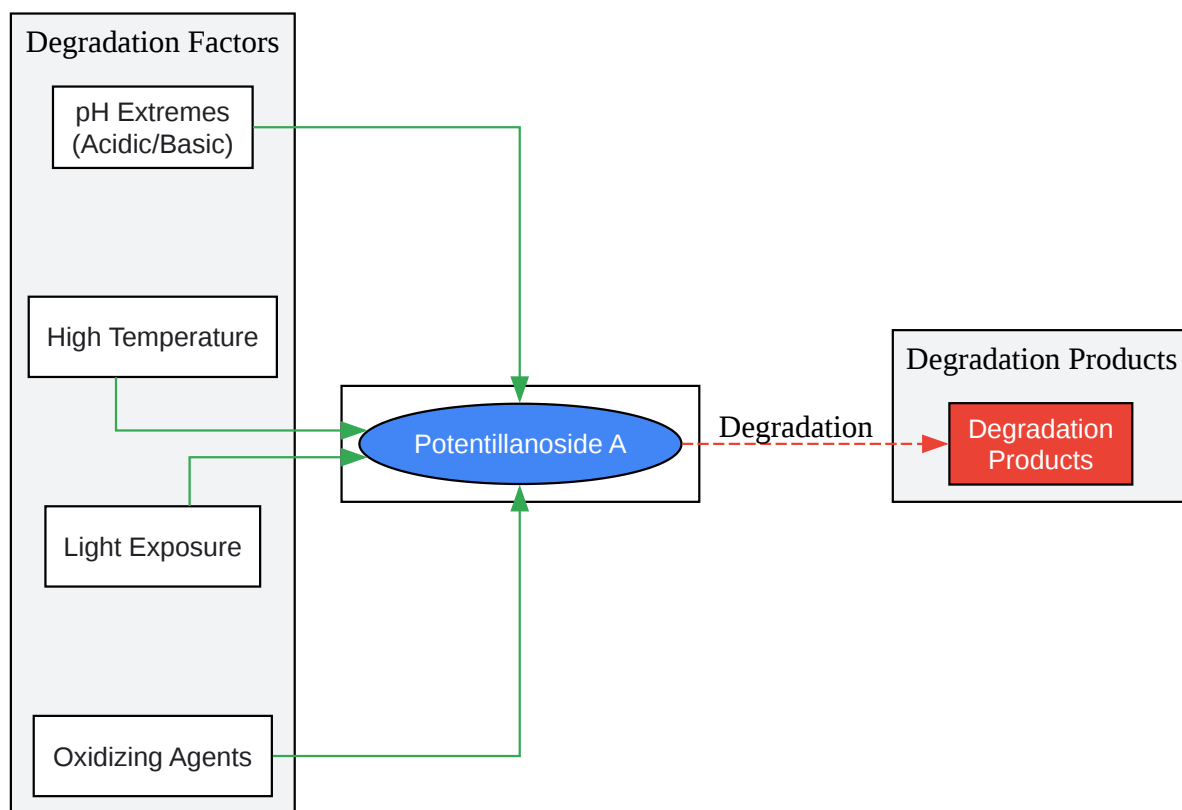 Degradation Factors
pH Extremes
(Acidic/Basic)
High Temperature
Light Exposure
Oxidizing Agents
Potentillanoside A
Degradation
Degradation Products
Degradation
Products